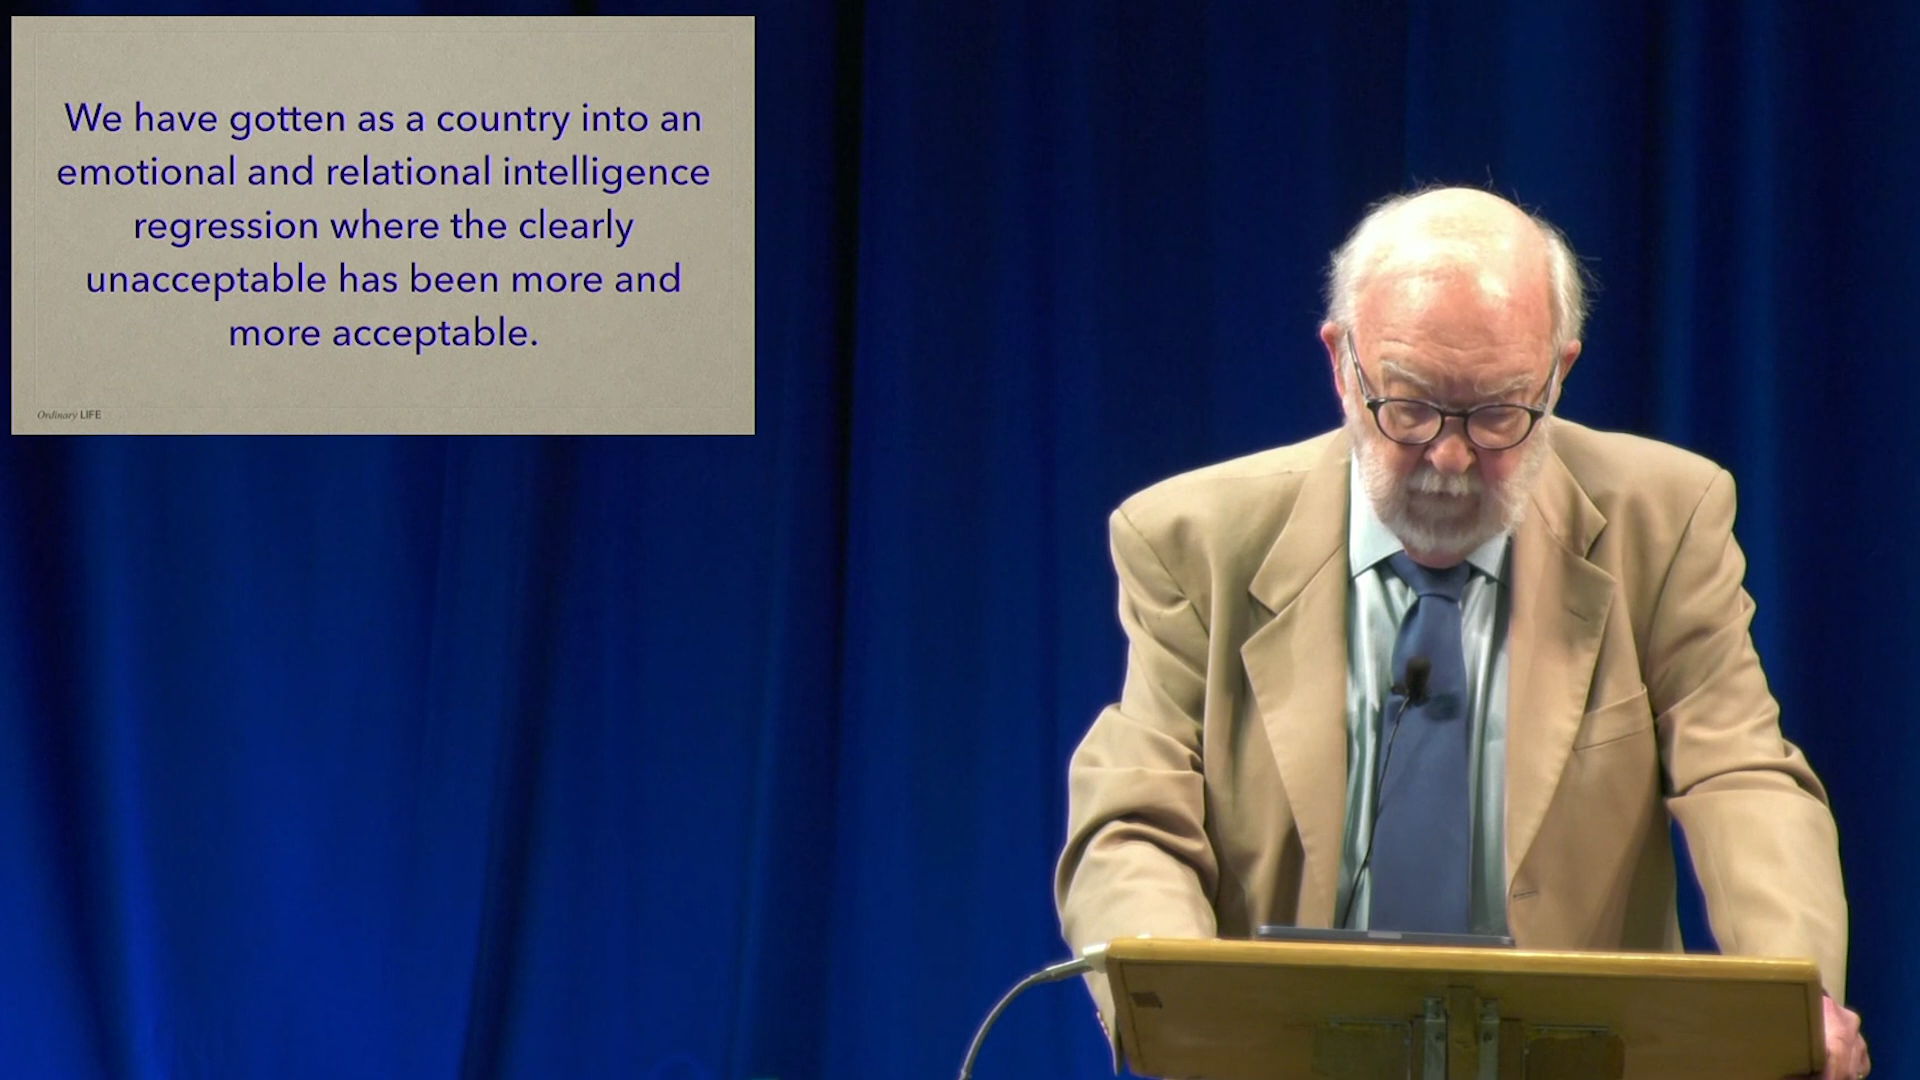 We have gotten as a country into an
emotional and relational intelligence
regression where the clearly
unacceptable has been more and
more acceptable.
Ordinary LIFE